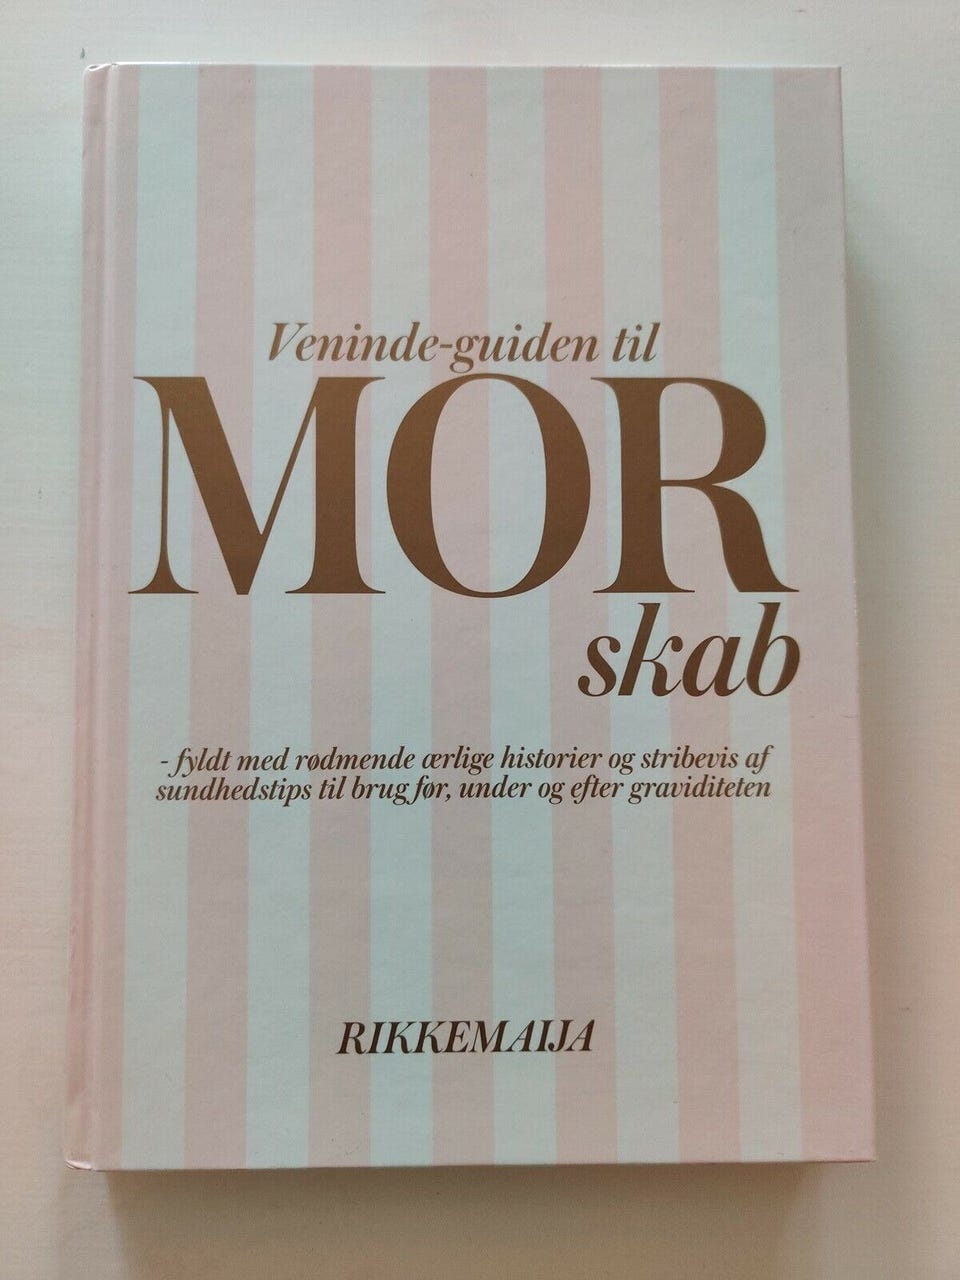 Veninde-guiden til
MOR
skab
- fyldt med rødmende ærlige historier og stribevis af
sundhedstips til brug før, under og efter graviditeten
RIKKEMAIJA